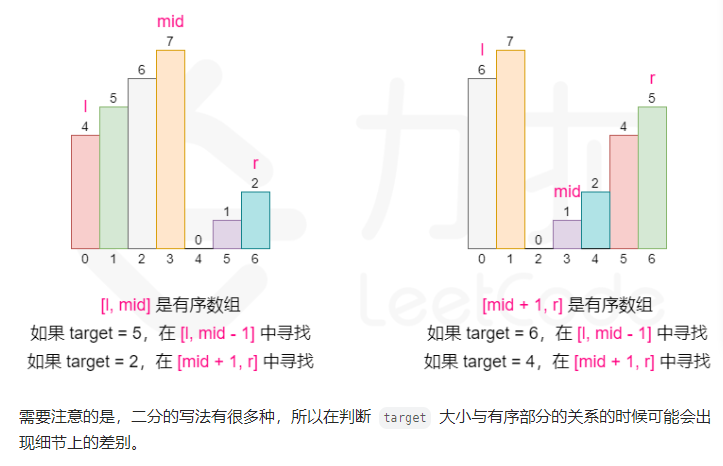 mid
7
l
7
6
6
r
5
5
l
4
4
r
mid
2
2
1
1
0
0
0 1 2 3 4 5 6
0 1 2 3 4 5 6
力扣
LeetCode
[l, mid] 是有序数组
如果 target = 5，在 [l, mid - 1] 中寻找
如果 target = 2，在 [mid + 1, r] 中寻找
[mid + 1, r] 是有序数组
如果 target = 6，在 [l, mid - 1] 中寻找
如果 target = 4，在 [mid + 1, r] 中寻找
需要注意的是，二分的写法有很多种，所以在判断 target 大小与有序部分的关系的时候可能会出
现细节上的差别。